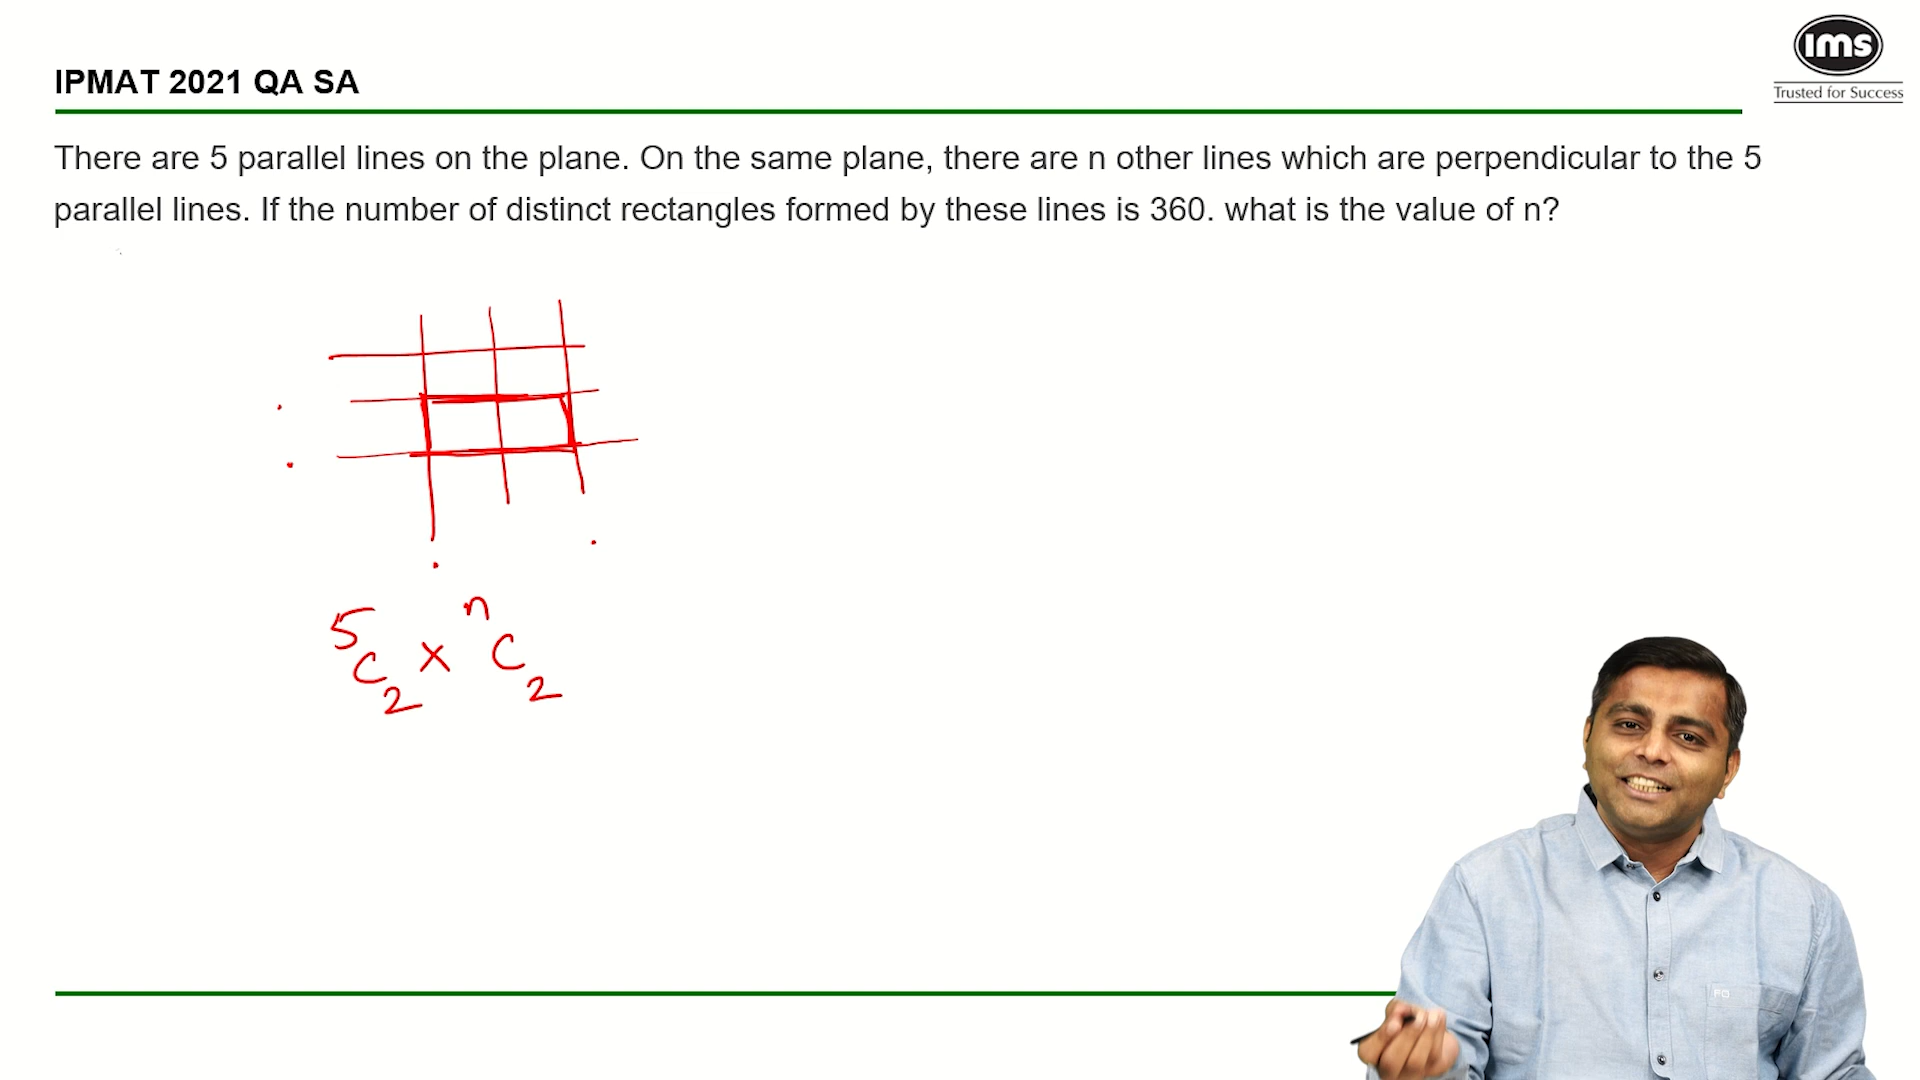 ims
Trusted for Success
IPMAT 2021 QA SA
There are 5 parallel lines on the plane. On the same plane, there are n other lines which are perpendicular to the 5
parallel lines. If the number of distinct rectangles formed by these lines is 360. what is the value of n?
5C2 × nC2